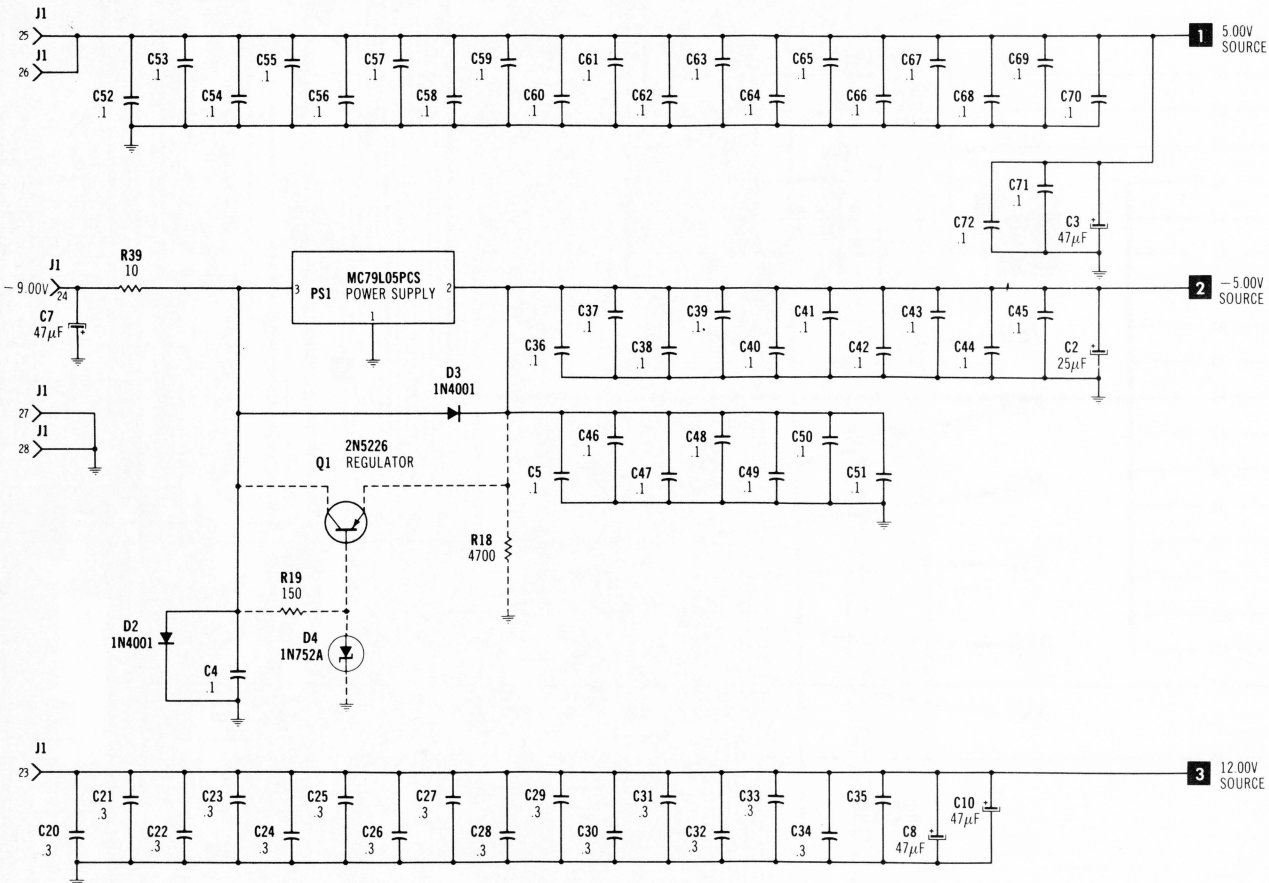 J1
25
J1
26
C52
.1
C53
.1
C54
.1
C55
.1
C56
.1
C57
.1
C58
.1
C59
.1
C60
.1
C61
.1
C62
.1
C63
.1
C64
.1
C65
.1
C66
.1
C67
.1
C68
.1
C69
.1
C70
.1
1 5.00V
SOURCE
C72
.1
C71
.1
C3
47µF
J1
−9.00V 24
C7
47µF
R39
10
3 PS1 MC79L05PCS
POWER SUPPLY 2
1
C36
.1
C37
.1
C38
.1
C39
.1
C40
.1
C41
.1
C42
.1
C43
.1
C44
.1
C45
.1
C2
25µF
2 −5.00V
SOURCE
J1
27
J1
28
D3
1N4001
Q1 2N5226
REGULATOR
C5
.1
C46
.1
C47
.1
C48
.1
C49
.1
C50
.1
C51
.1
R18
4700
R19
150
D2
1N4001
D4
1N752A
C4
.1
J1
23
C20
.3
C21
.3
C22
.3
C23
.3
C24
.3
C25
.3
C26
.3
C27
.3
C28
.3
C29
.3
C30
.3
C31
.3
C32
.3
C33
.3
C34
.3
C35
.3
C8
47µF
C10
47µF
3 12.00V
SOURCE